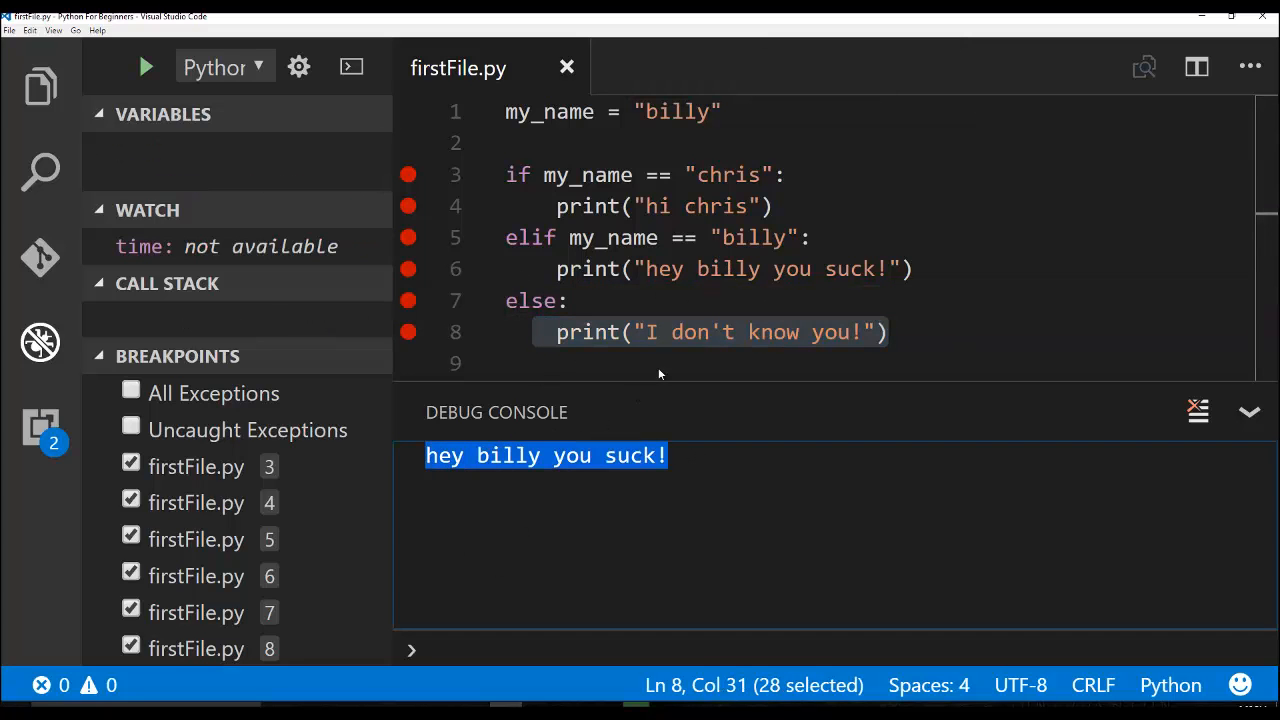 firstFile.py - Python For Beginners - Visual Studio Code
File Edit View Go Help
Python
firstFile.py
VARIABLES
WATCH
time: not available
CALL STACK
BREAKPOINTS
All Exceptions
Uncaught Exceptions
firstFile.py 3
firstFile.py 4
firstFile.py 5
firstFile.py 6
firstFile.py 7
firstFile.py 8
2
1 my_name = "billy"
2
3 if my_name == "chris":
4 print("hi chris")
5 elif my_name == "billy":
6 print("hey billy you suck!")
7 else:
8 print("I don't know you!")
9
DEBUG CONSOLE
hey billy you suck!
0 0
Ln 8, Col 31 (28 selected) Spaces: 4 UTF-8 CRLF Python